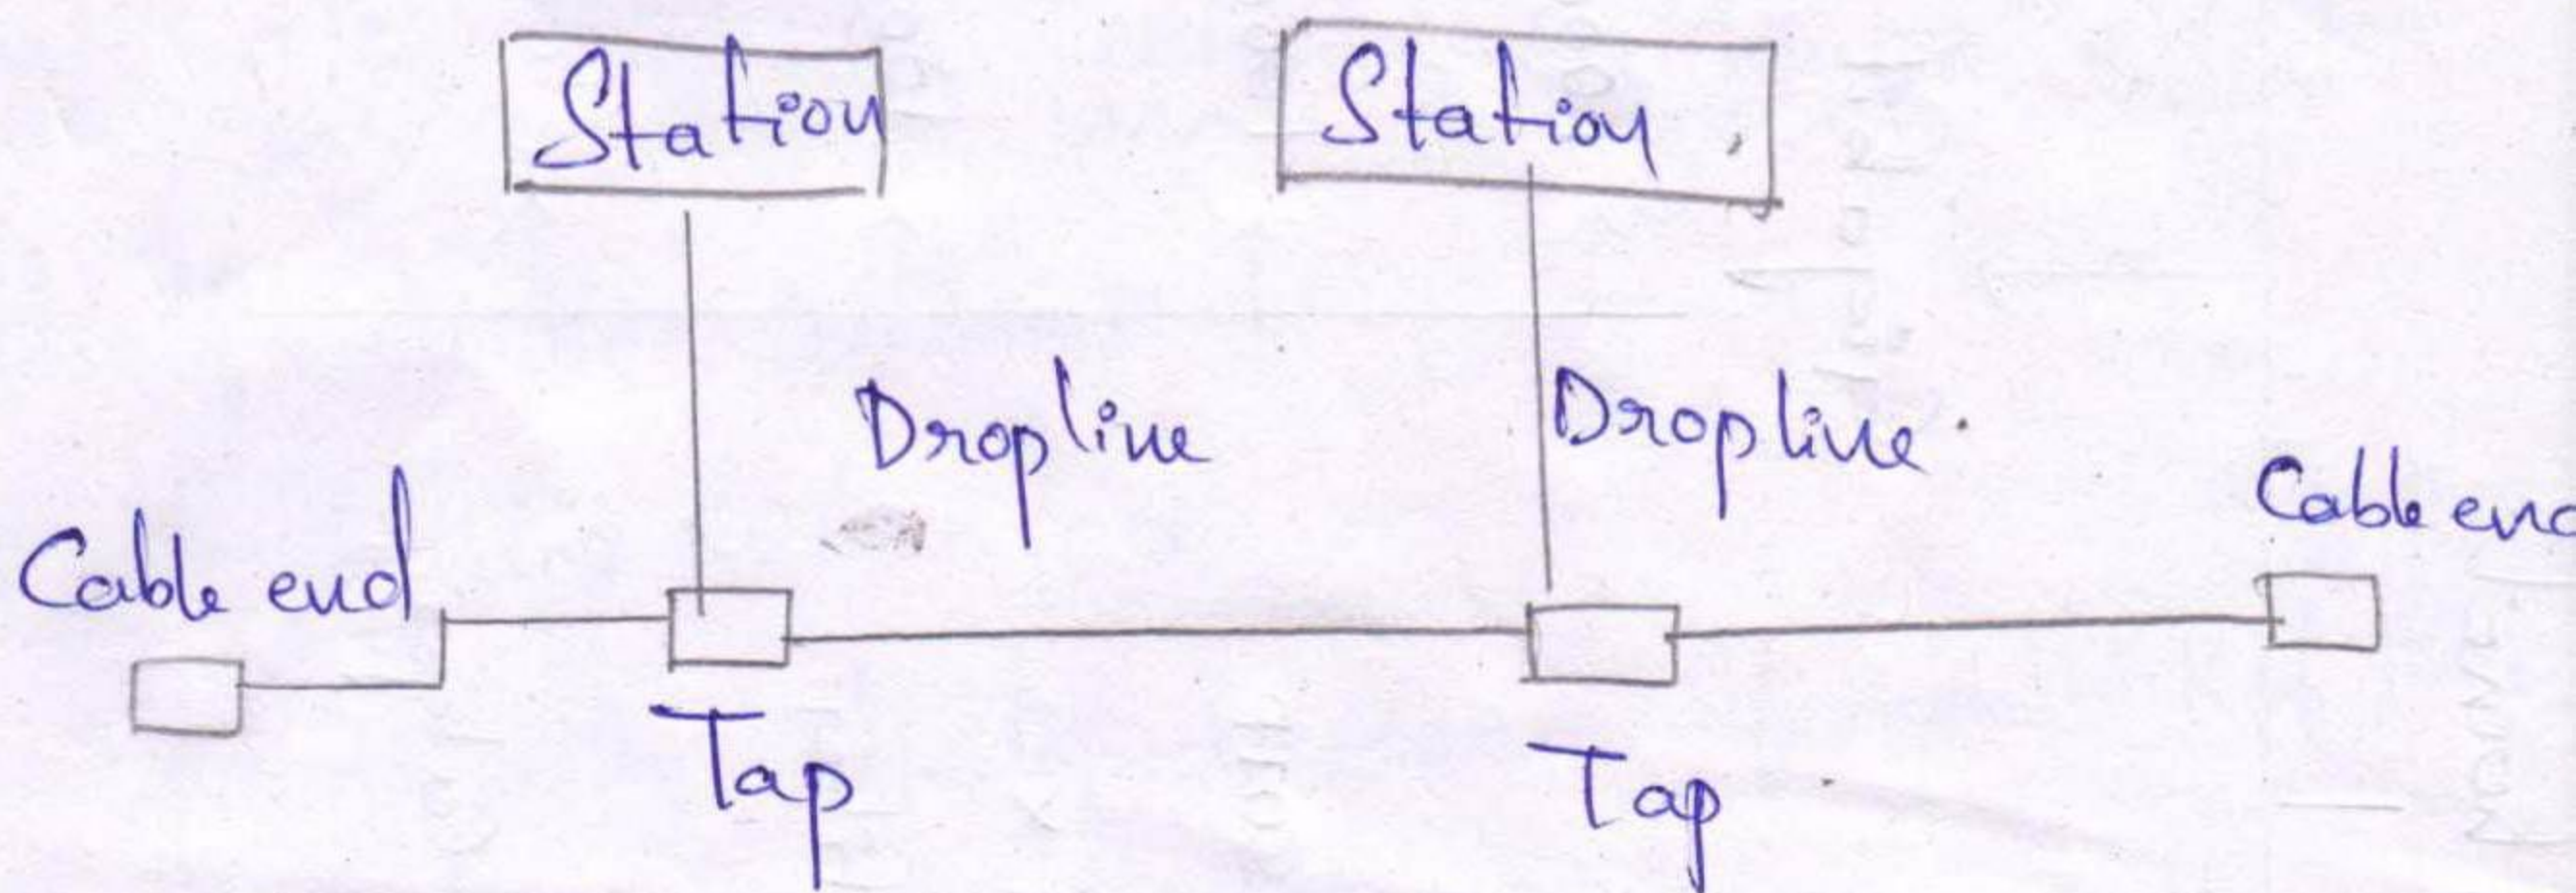 Station Station
Dropline Dropline.
Cable end Cable end
Tap Tap